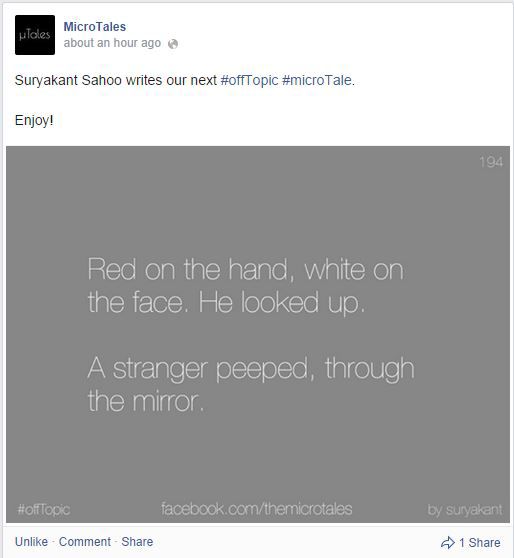 µTales
MicroTales
about an hour ago
Suryakant Sahoo writes our next #offTopic #microTale.
Enjoy!
194
Red on the hand, white on
the face. He looked up.
A stranger peeped, through
the mirror.
#offTopic facebook.com/themicrotales by suryakant
Unlike · Comment · Share 1 Share